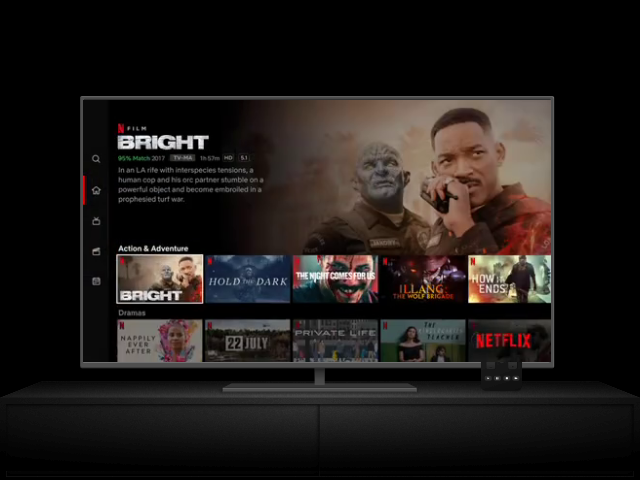 N FILM
BRIGHT
95% Match 2017 TV-MA 1h 57m HD 5.1
In an LA rife with interspecies tensions, a
human cop and his orc partner stumble on a
powerful object and become embroiled in a
prophesied turf war.
Action & Adventure
BRIGHT
HOLD THE DARK
THE NIGHT COMES FOR US
ILLANG
THE WOLF BRIGADE
HOW IT
ENDS
Dramas
NAPPILY
EVER
AFTER
22 JULY
PRIVATE LIFE
THE
KINDERGARTEN
TEACHER
NETFLIX